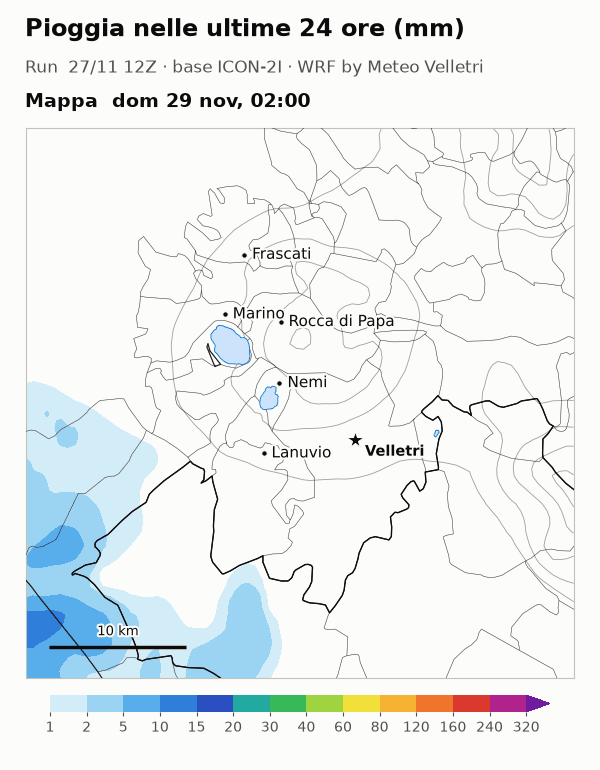 Pioggia nelle ultime 24 ore (mm)
Run  27/11 12Z · base ICON-2I · WRF by Meteo Velletri
Mappa  dom 29 nov, 02:00
Frascati
Marino
Rocca di Papa
Nemi
Velletri
Lanuvio
10 km
1 2 5 10 15 20 30 40 60 80 120 160 240 320